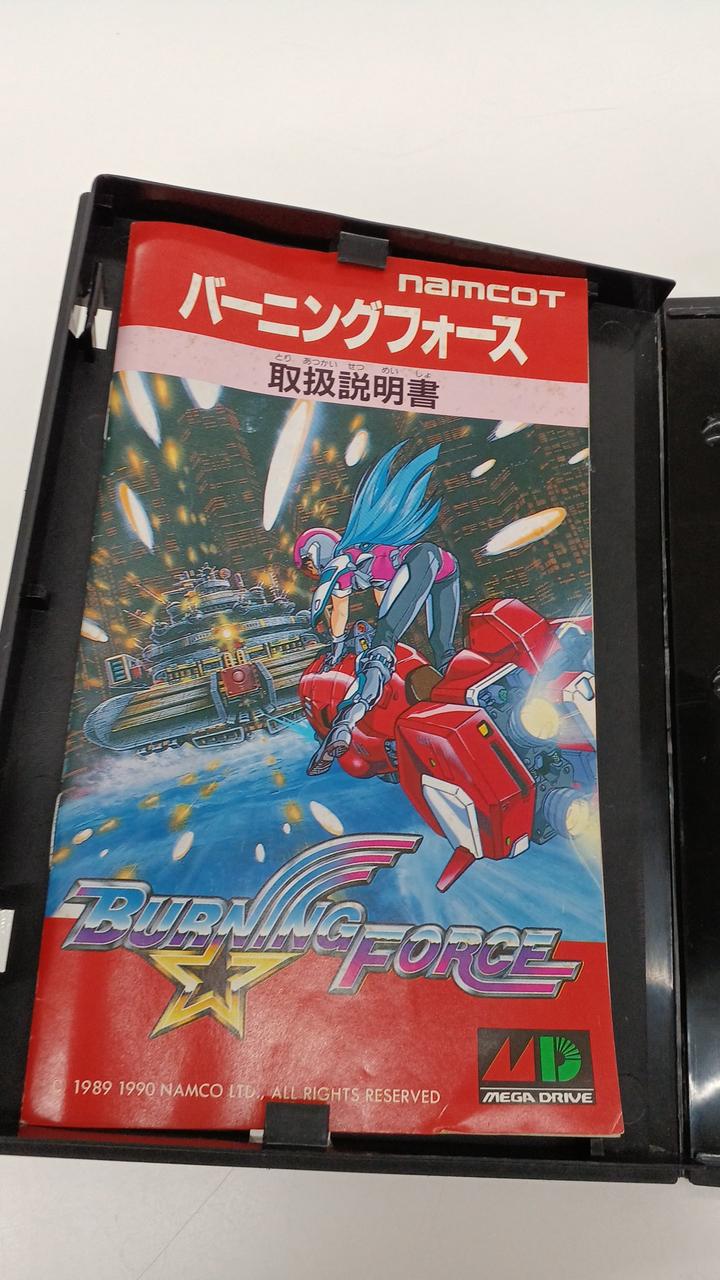 namcoT
バーニングフォース
とり あつかい せつ めい しょ
取扱説明書
BURNING FORCE
© 1989 1990 NAMCO LTD., ALL RIGHTS RESERVED
MD
MEGA DRIVE